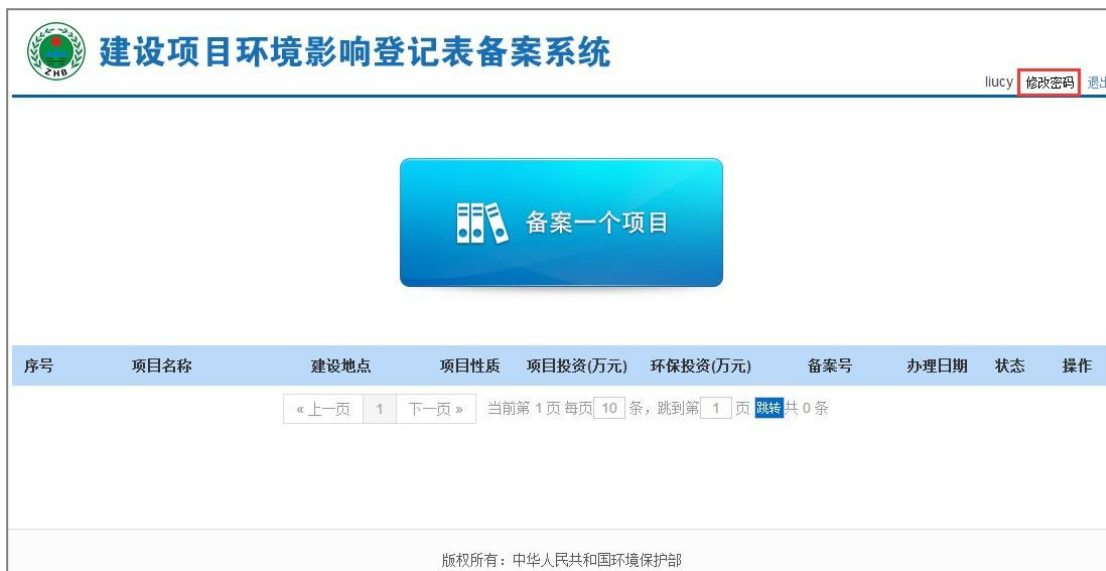 建设项目环境影响登记表备案系统
ZHB
liucy 修改密码 退出
备案一个项目
序号 项目名称 建设地点 项目性质 项目投资(万元) 环保投资(万元) 备案号 办理日期 状态 操作
« 上一页 1 下一页 » 当前第 1 页 每页 10 条，跳到第 1 页 跳转 共 0 条
版权所有：中华人民共和国环境保护部